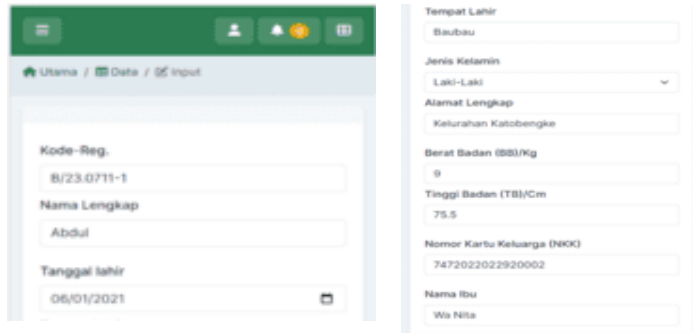 Utama / Data / Input
Kode-Reg.
B/23.0711-1
Nama Lengkap
Abdul
Tanggal lahir
06/01/2021
Tempat Lahir
Baubau
Jenis Kelamin
Laki-Laki
Alamat Lengkap
Kelurahan Katobengke
Berat Badan (BB)/Kg
9
Tinggi Badan (TB)/Cm
75.5
Nomor Kartu Keluarga (NKK)
7472022022920002
Nama Ibu
Wa Nita